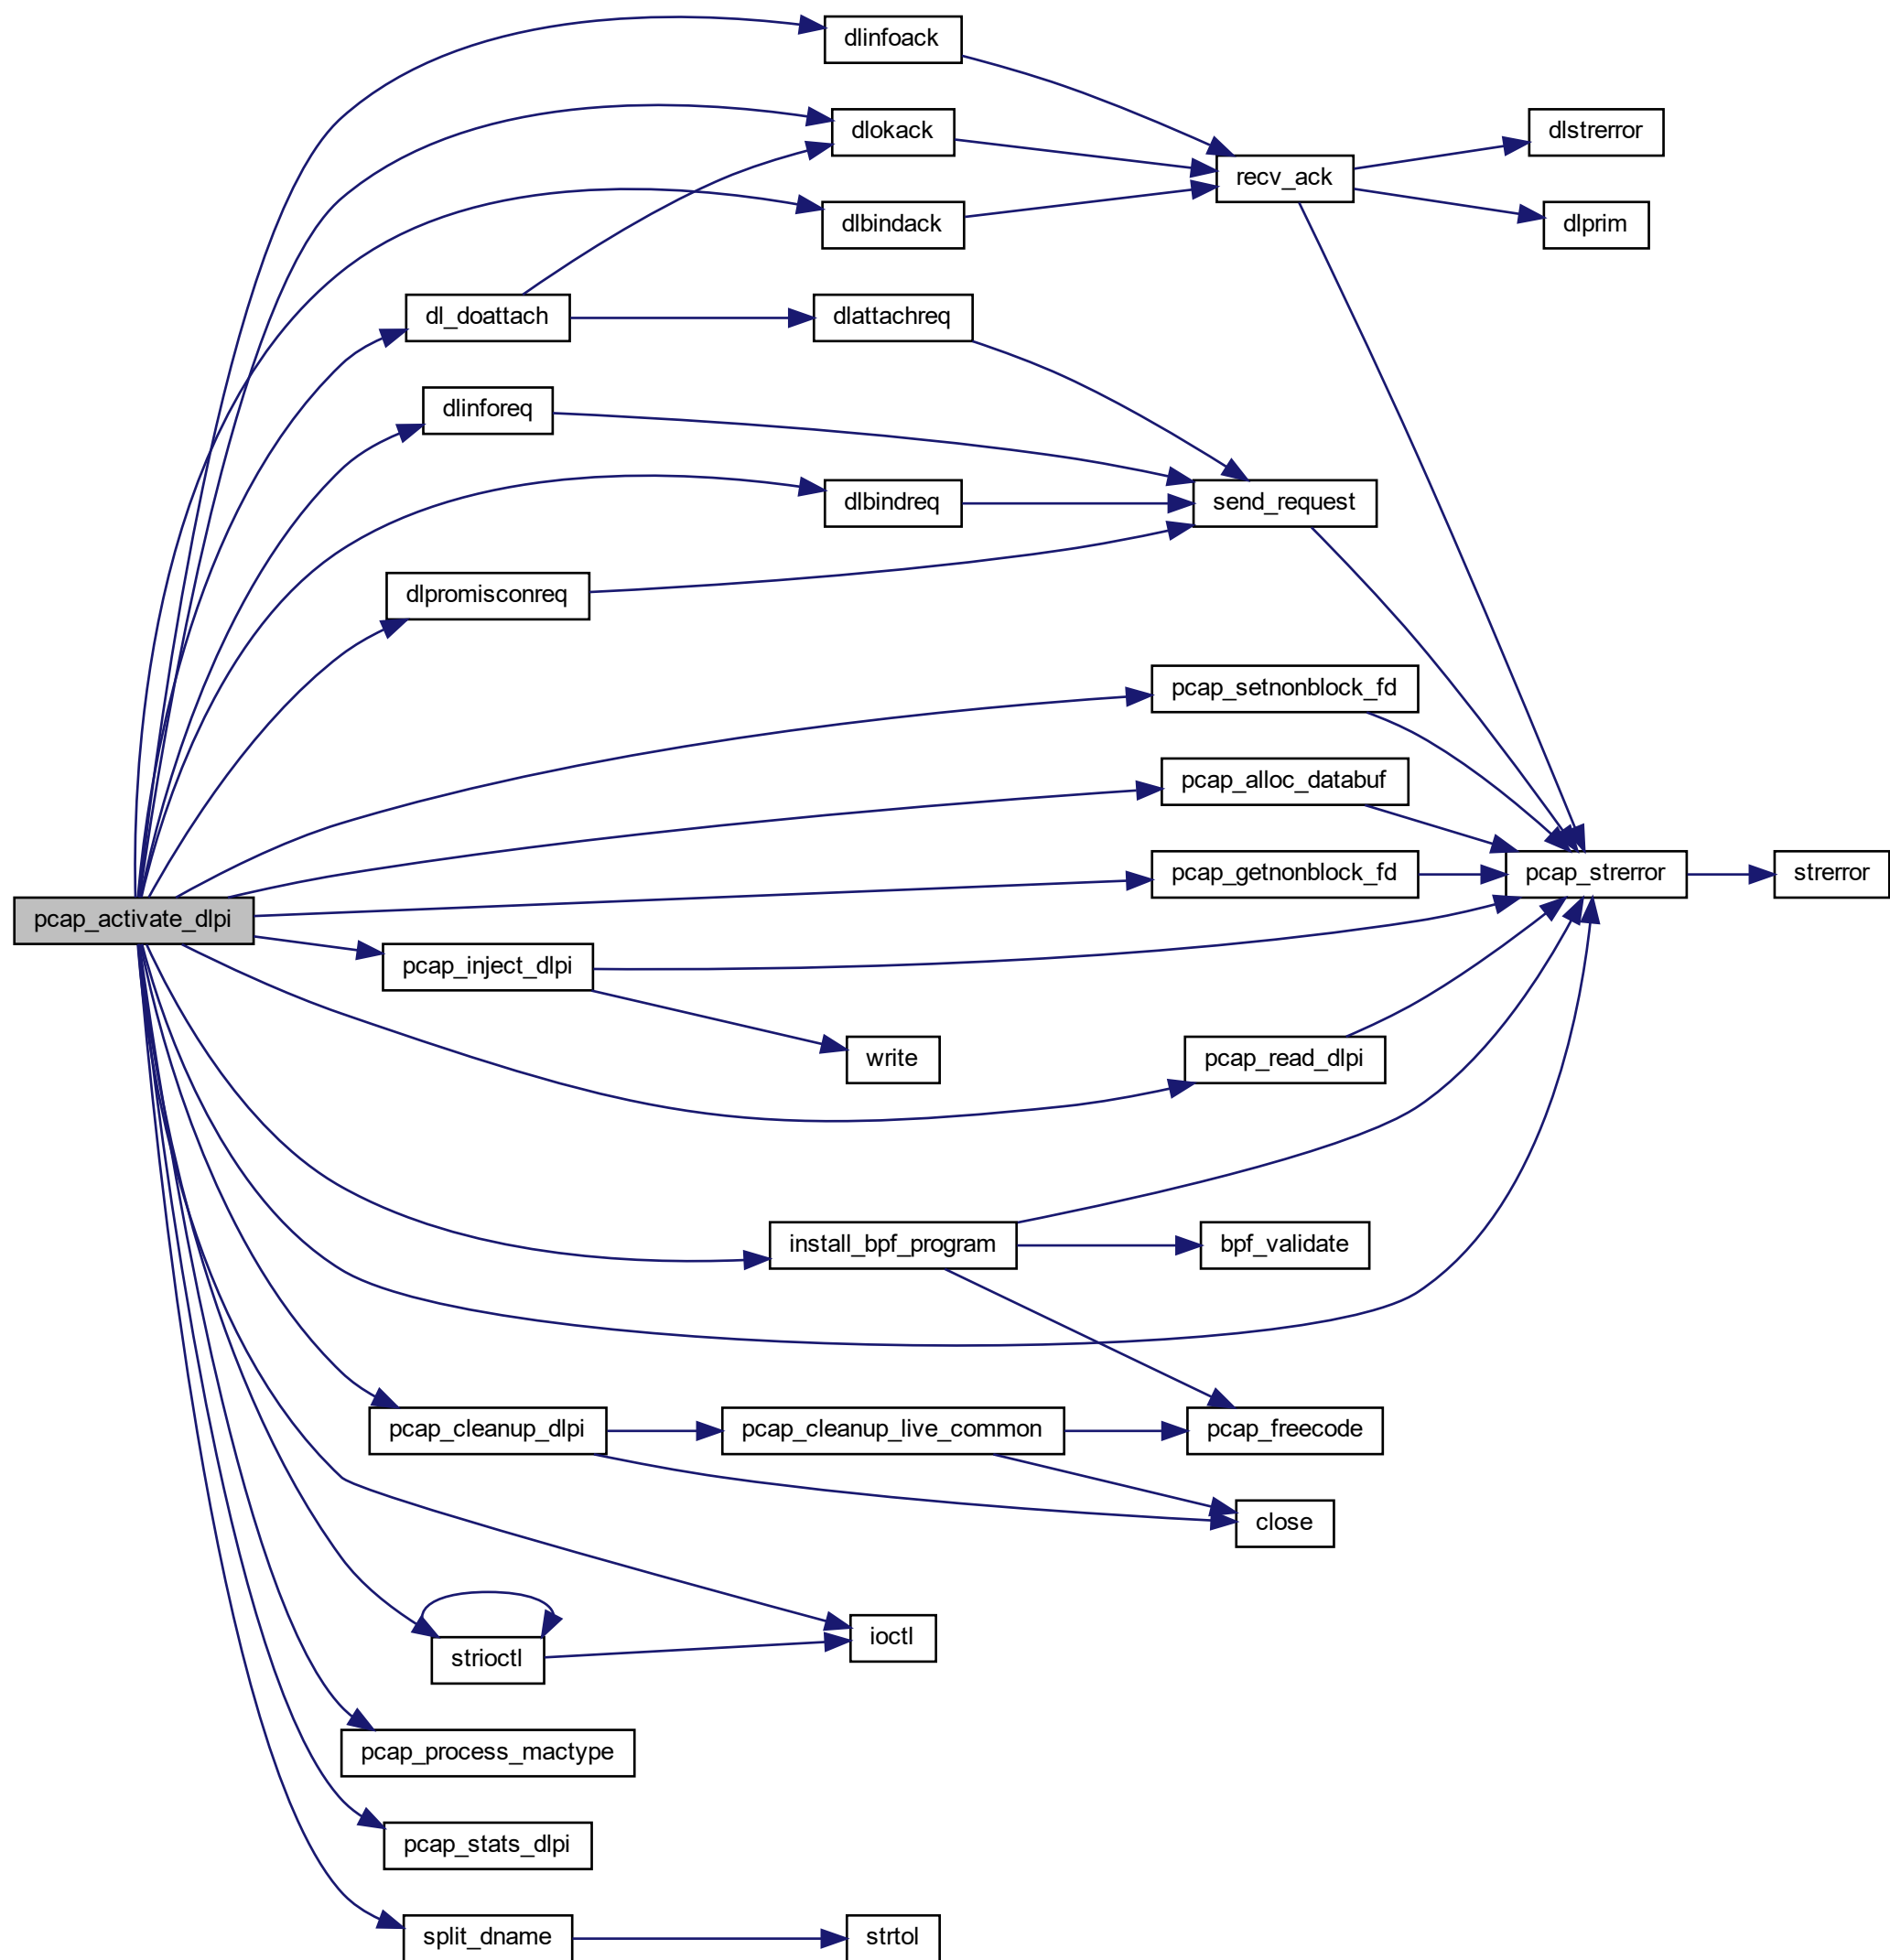 dlinfoack
dlokack
dlstrerror
recv_ack
dlbindack
dlprim
dl_doattach
dlattachreq
dlinforeq
dlbindreq
send_request
dlpromisconreq
pcap_setnonblock_fd
pcap_alloc_databuf
pcap_getnonblock_fd
pcap_strerror
strerror
pcap_activate_dlpi
pcap_inject_dlpi
write
pcap_read_dlpi
install_bpf_program
bpf_validate
pcap_cleanup_dlpi
pcap_cleanup_live_common
pcap_freecode
close
ioctl
strioctl
pcap_process_mactype
pcap_stats_dlpi
split_dname
strtol